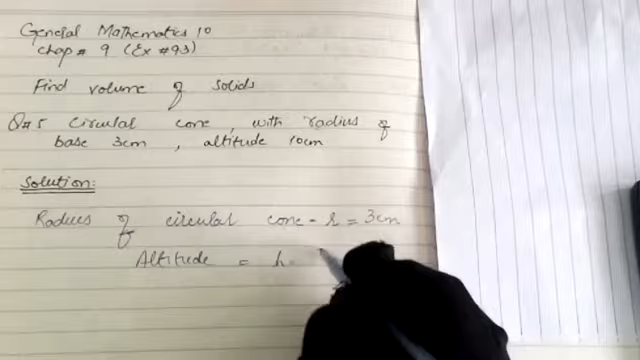 General Mathematics 10
chap # 9 (Ex # 9.3)
Find volume of solids
Q# 5 Circular cone, with radius of
base 3cm, altitude 10cm
Solution:
Radius of circular cone = r = 3cm
Altitude = h